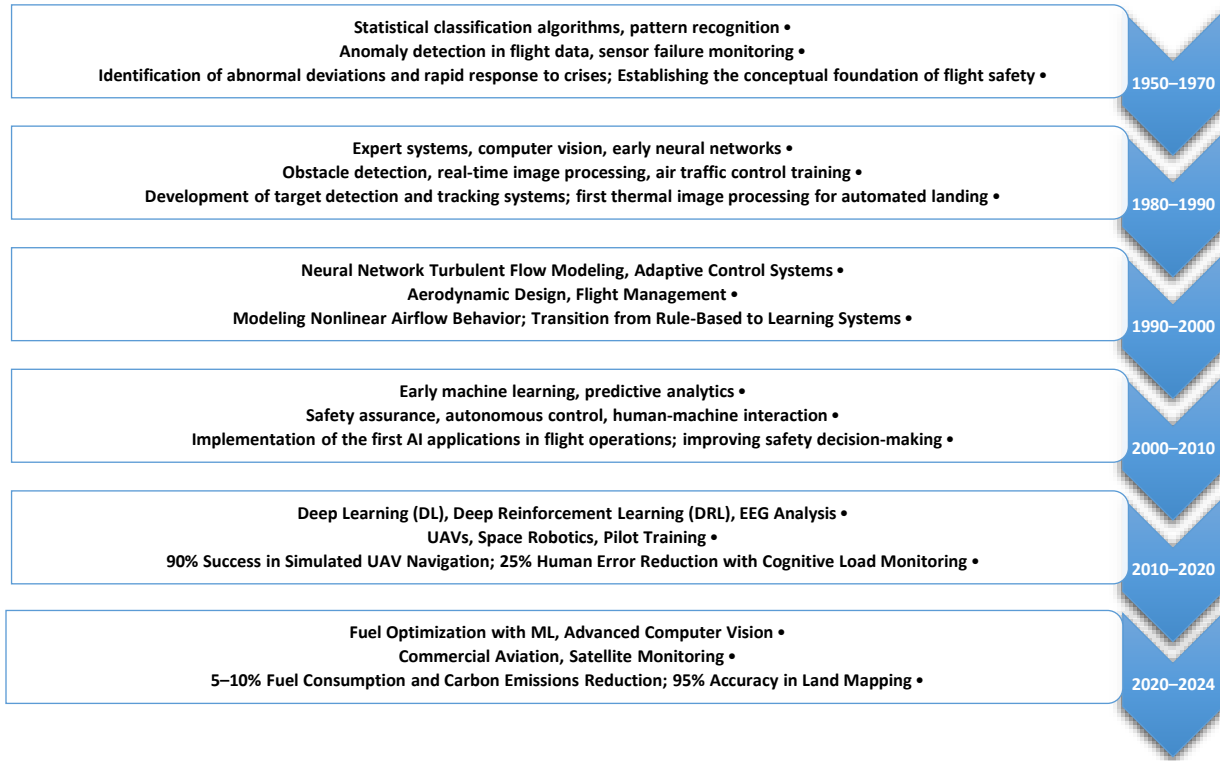 Statistical classification algorithms, pattern recognition •
Anomaly detection in flight data, sensor failure monitoring •
Identification of abnormal deviations and rapid response to crises; Establishing the conceptual foundation of flight safety •
1950–1970
Expert systems, computer vision, early neural networks •
Obstacle detection, real-time image processing, air traffic control training •
Development of target detection and tracking systems; first thermal image processing for automated landing •
1980–1990
Neural Network Turbulent Flow Modeling, Adaptive Control Systems •
Aerodynamic Design, Flight Management •
Modeling Nonlinear Airflow Behavior; Transition from Rule-Based to Learning Systems •
1990–2000
Early machine learning, predictive analytics •
Safety assurance, autonomous control, human-machine interaction •
Implementation of the first AI applications in flight operations; improving safety decision-making •
2000–2010
Deep Learning (DL), Deep Reinforcement Learning (DRL), EEG Analysis •
UAVs, Space Robotics, Pilot Training •
90% Success in Simulated UAV Navigation; 25% Human Error Reduction with Cognitive Load Monitoring •
2010–2020
Fuel Optimization with ML, Advanced Computer Vision •
Commercial Aviation, Satellite Monitoring •
5–10% Fuel Consumption and Carbon Emissions Reduction; 95% Accuracy in Land Mapping •
2020–2024